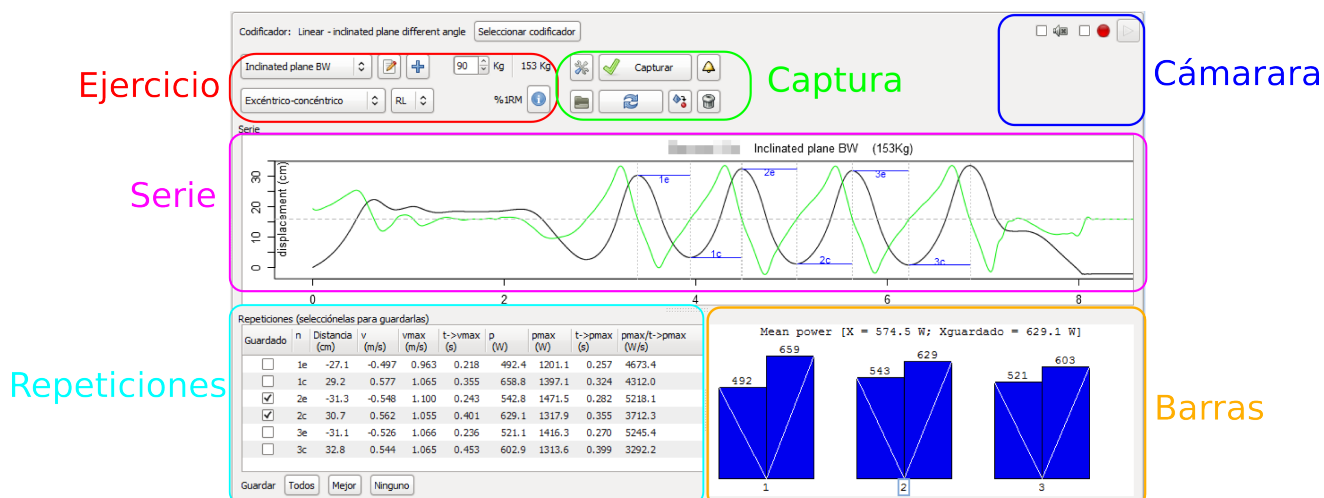 Codificador: Linear - inclinated plane different angle Seleccionar codificador
Ejercicio
Inclinated plane BW 90 Kg 153 Kg
Capturar
Captura
Cámarara
Excéntrico-concéntrico RL %1RM
Serie
Inclinated plane BW (153Kg)
Serie
displacement (cm)
30
20
10
0
1e
2e
3e
1c
2c
3c
0 2 4 6 8
Repeticiones (selecciónelas para guardarlas)
Guardado n Distancia (cm) v (m/s) vmax (m/s) t->vmax (s) p (W) pmax (W) t->pmax (s) pmax/t->pmax (W/s)
1e -27.1 -0.497 0.963 0.218 492.4 1201.1 0.257 4673.4
1c 29.2 0.577 1.065 0.355 658.8 1397.1 0.324 4312.0
2e -31.3 -0.548 1.100 0.243 542.8 1471.5 0.282 5218.1
2c 30.7 0.562 1.055 0.401 629.1 1317.9 0.355 3712.3
3e -31.1 -0.526 1.066 0.236 521.1 1416.3 0.270 5245.4
3c 32.8 0.544 1.065 0.453 602.9 1313.6 0.399 3292.2
Repeticiones
Guardar Todos Mejor Ninguno
Mean power [X = 574.5 W; Xguardado = 629.1 W]
492 659 543 629 521 603
1 2 3
Barras